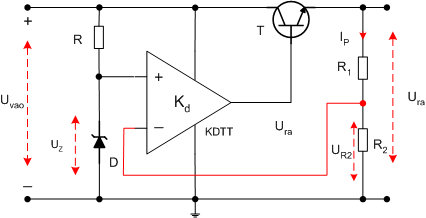 T
+
R
I_P
R_1
+
K_d
U_vao
U_Z
−
KDTT
U_ra
U_ra
D
U_R2
R_2
−